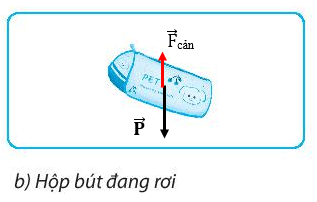 F⃗cản
PET
P⃗
b) Hộp bút đang rơi